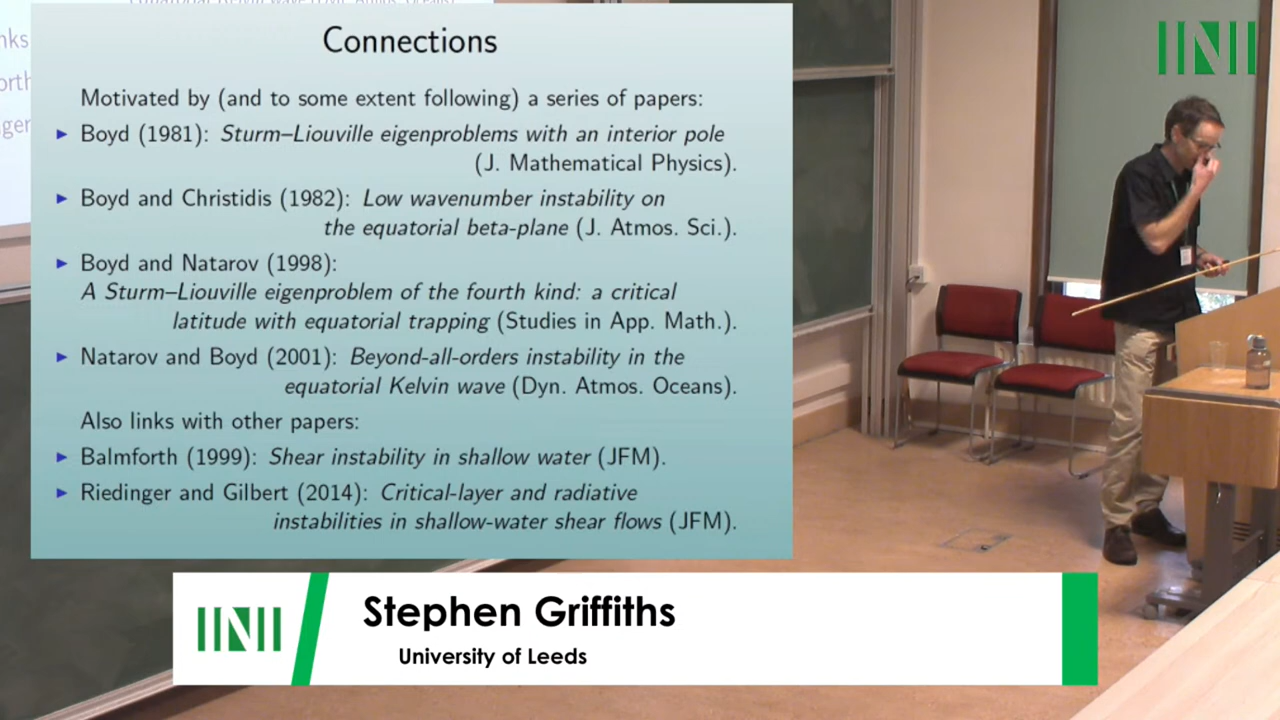 Connections
Motivated by (and to some extent following) a series of papers:
▶ Boyd (1981): Sturm–Liouville eigenproblems with an interior pole
(J. Mathematical Physics).
▶ Boyd and Christidis (1982): Low wavenumber instability on
the equatorial beta-plane (J. Atmos. Sci.).
▶ Boyd and Natarov (1998):
A Sturm–Liouville eigenproblem of the fourth kind: a critical
latitude with equatorial trapping (Studies in App. Math.).
▶ Natarov and Boyd (2001): Beyond-all-orders instability in the
equatorial Kelvin wave (Dyn. Atmos. Oceans).
Also links with other papers:
▶ Balmforth (1999): Shear instability in shallow water (JFM).
▶ Riedinger and Gilbert (2014): Critical-layer and radiative
instabilities in shallow-water shear flows (JFM).
Stephen Griffiths
University of Leeds